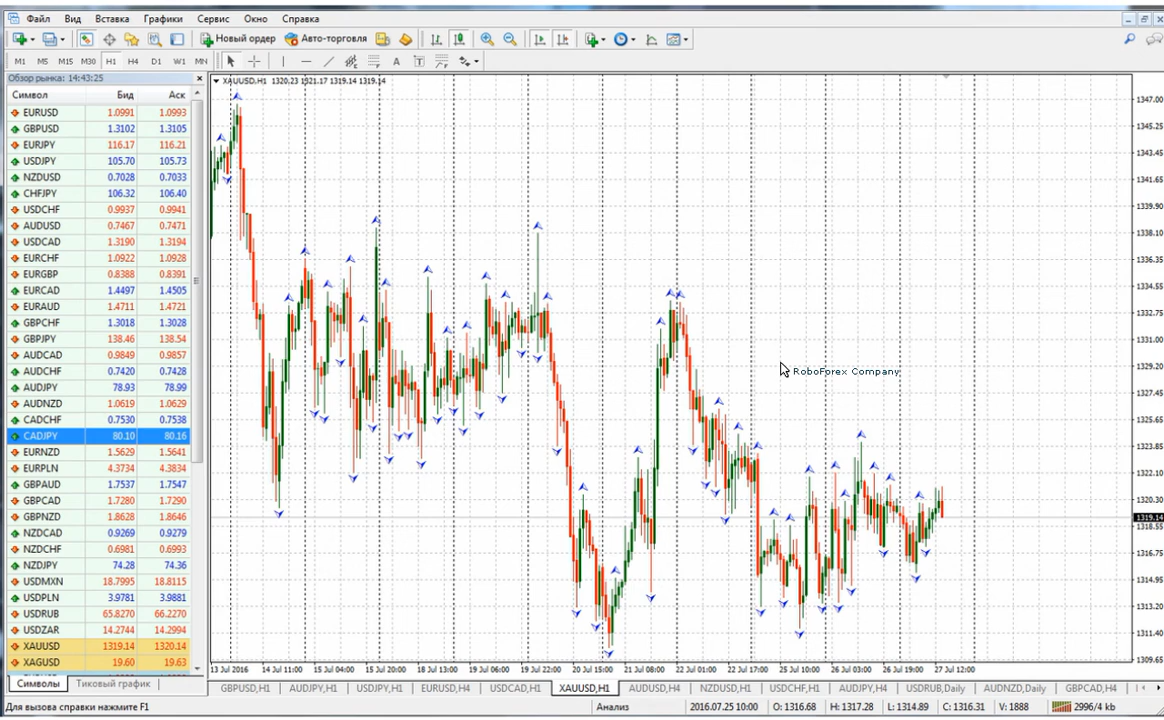 Файл Вид Вставка Графики Сервис Окно Справка
Новый ордер Авто-торговля
M1 M5 M15 M30 H1 H4 D1 W1 MN A T
Обзор рынка: 14:43:25
Символ Бид Аск
EURUSD 1.0991 1.0993
GBPUSD 1.3102 1.3105
EURJPY 116.17 116.21
USDJPY 105.70 105.73
NZDUSD 0.7028 0.7033
CHFJPY 106.32 106.40
USDCHF 0.9937 0.9941
AUDUSD 0.7467 0.7471
USDCAD 1.3190 1.3194
EURCHF 1.0922 1.0928
EURGBP 0.8388 0.8391
EURCAD 1.4497 1.4505
EURAUD 1.4711 1.4721
GBPCHF 1.3018 1.3028
GBPJPY 138.46 138.54
AUDCAD 0.9849 0.9857
AUDCHF 0.7420 0.7428
AUDJPY 78.93 78.99
AUDNZD 1.0619 1.0629
CADCHF 0.7530 0.7538
CADJPY 80.10 80.16
EURNZD 1.5629 1.5641
EURPLN 4.3734 4.3834
GBPAUD 1.7537 1.7547
GBPCAD 1.7280 1.7290
GBPNZD 1.8628 1.8646
NZDCAD 0.9269 0.9279
NZDCHF 0.6981 0.6993
NZDJPY 74.28 74.36
USDMXN 18.7995 18.8115
USDPLN 3.9781 3.9881
USDRUB 65.8270 66.2270
USDZAR 14.2744 14.2994
XAUUSD 1319.14 1320.14
XAGUSD 19.60 19.63
Символы Тиковый график
XAUUSD,H1 1320.23 1321.17 1319.14 1319.14
RoboForex Company
1347.00
1345.20
1343.45
1341.65
1339.90
1338.10
1336.35
1334.55
1332.75
1331.00
1329.20
1327.45
1325.65
1323.85
1322.10
1320.30
1319.14
1318.55
1316.75
1314.95
1313.20
1311.40
1309.65
13 Jul 2016 14 Jul 11:00 15 Jul 04:00 15 Jul 20:00 18 Jul 13:00 19 Jul 06:00 19 Jul 22:00 20 Jul 15:00 21 Jul 08:00 22 Jul 01:00 22 Jul 17:00 25 Jul 10:00 26 Jul 03:00 26 Jul 19:00 27 Jul 12:00
GBPUSD,H1 AUDJPY,H1 USDJPY,H1 EURUSD,H4 USDCAD,H1 XAUUSD,H1 AUDUSD,H4 NZDUSD,H1 USDCHF,H1 AUDJPY,H4 USDRUB,Daily AUDNZD,Daily GBPCAD,H4
Для вызова справки нажмите F1 Анализ 2016.07.25 10:00 O: 1316.68 H: 1317.28 L: 1314.89 C: 1316.31 V: 1888 2996/4 kb